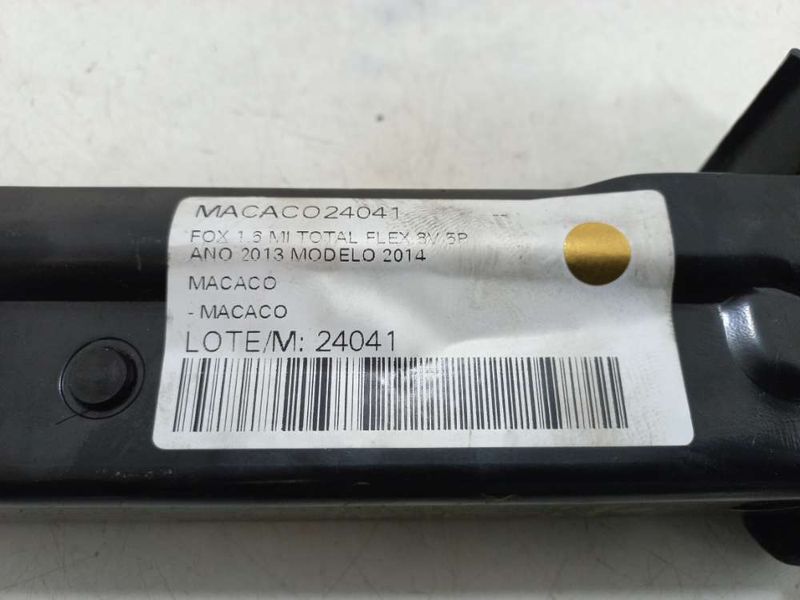 MACACO24041
FOX 1.6 MI TOTAL FLEX 8V 5P
ANO 2013 MODELO 2014
MACACO
- MACACO
LOTE/M: 24041